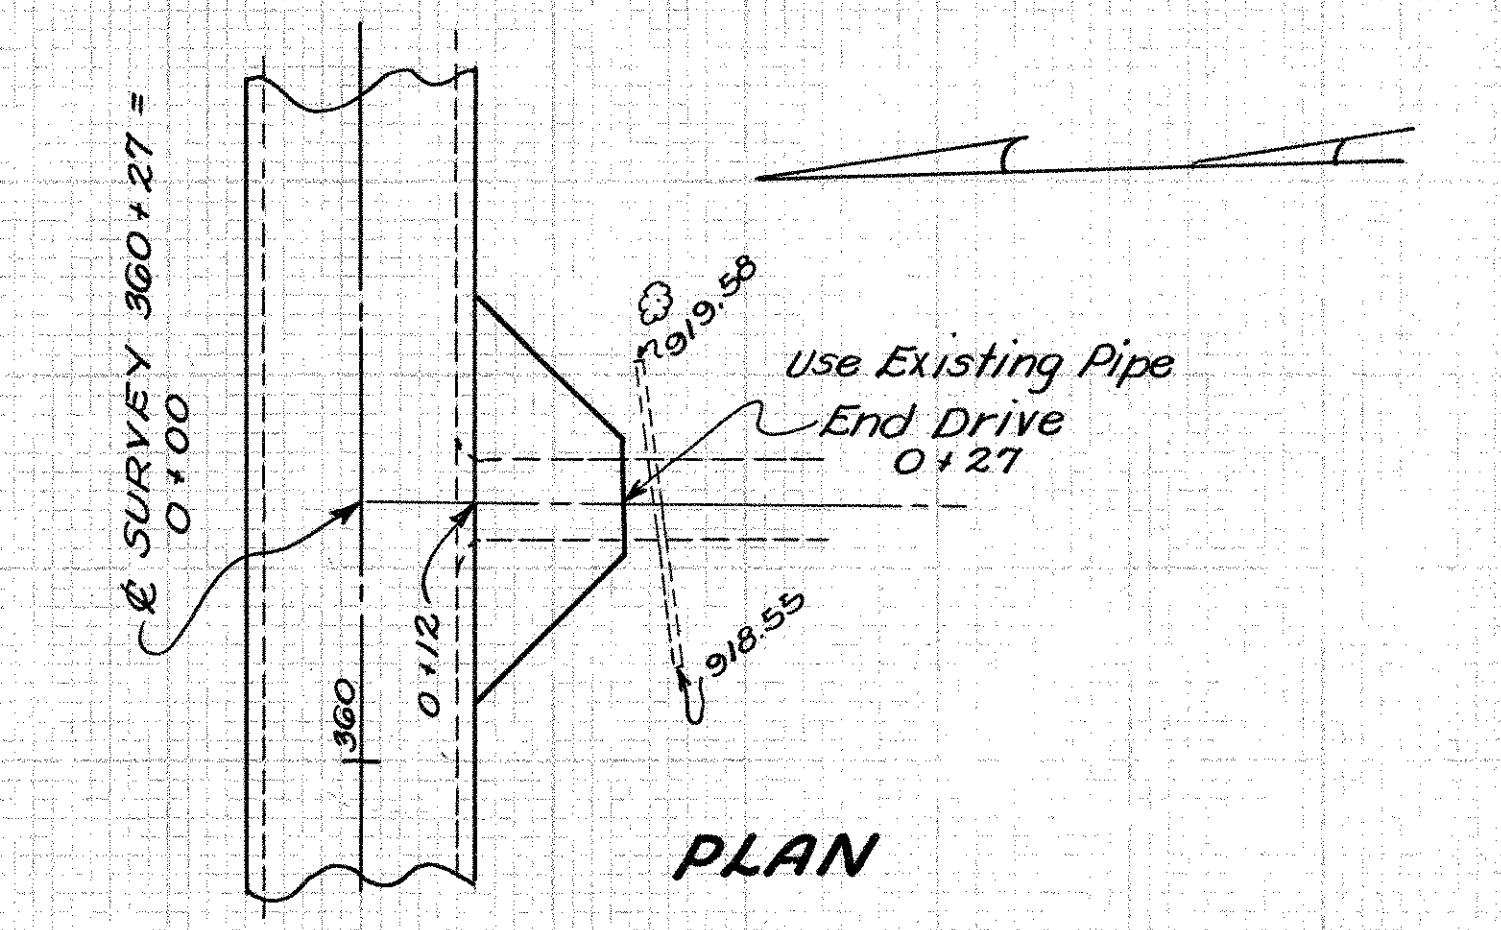 ℄ SURVEY 360+27 =
0+00
919.58
Use Existing Pipe
End Drive
0+27
0+12
918.55
360
PLAN